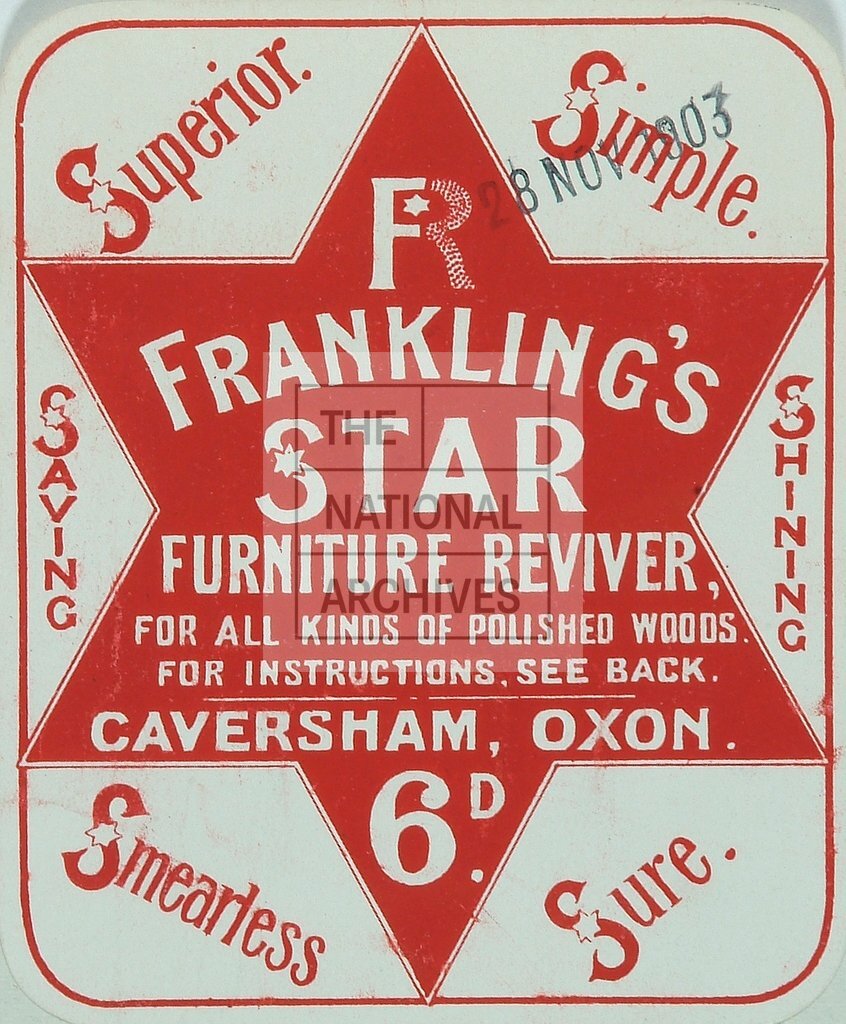 Superior.
Simple.
28 NOV 1903
FR
FRANKLING'S
STAR
FURNITURE REVIVER,
FOR ALL KINDS OF POLISHED WOODS.
FOR INSTRUCTIONS, SEE BACK.
CAVERSHAM, OXON.
6D.
SAVING
SHINING
Smearless
Sure.
THE
NATIONAL
ARCHIVES